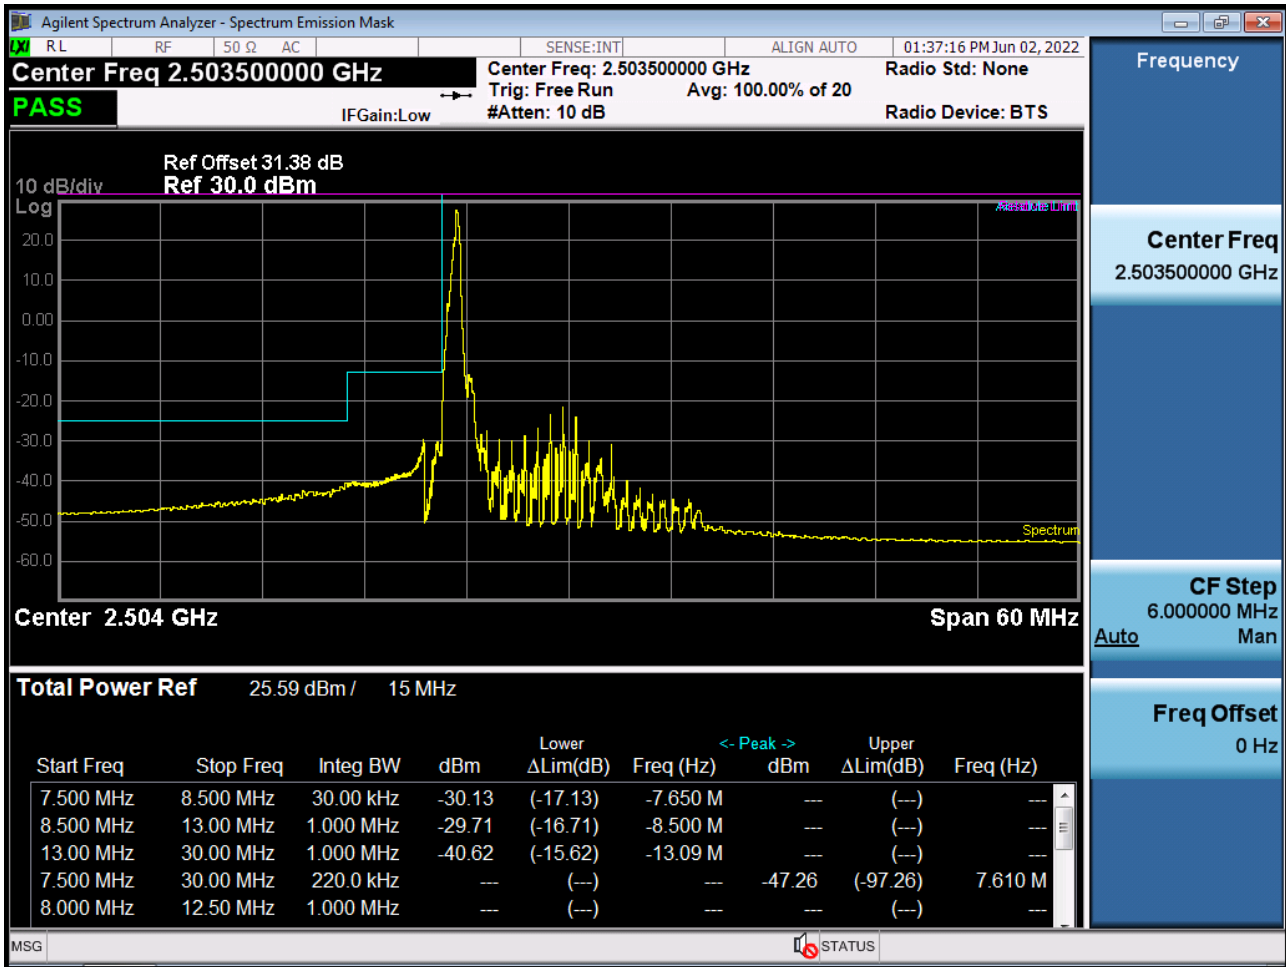 Agilent Spectrum Analyzer - Spectrum Emission Mask
LXI RL RF 50 Ω AC SENSE:INT ALIGN AUTO 01:37:16 PM Jun 02, 2022
Center Freq 2.503500000 GHz
Center Freq: 2.503500000 GHz
Radio Std: None
Trig: Free Run Avg: 100.00% of 20
PASS
IFGain:Low
#Atten: 10 dB
Radio Device: BTS
Ref Offset 31.38 dB
10 dB/div Ref 30.0 dBm
Log
Absolute Limit
20.0
10.0
0.00
-10.0
-20.0
-30.0
-40.0
-50.0
Spectrum
-60.0
Center 2.504 GHz Span 60 MHz
Total Power Ref 25.59 dBm / 15 MHz
Lower <- Peak -> Upper
Start Freq Stop Freq Integ BW dBm ΔLim(dB) Freq (Hz) dBm ΔLim(dB) Freq (Hz)
7.500 MHz 8.500 MHz 30.00 kHz -30.13 (-17.13) -7.650 M --- (---) ---
8.500 MHz 13.00 MHz 1.000 MHz -29.71 (-16.71) -8.500 M --- (---) ---
13.00 MHz 30.00 MHz 1.000 MHz -40.62 (-15.62) -13.09 M --- (---) ---
7.500 MHz 30.00 MHz 220.0 kHz --- (---) --- -47.26 (-97.26) 7.610 M
8.000 MHz 12.50 MHz 1.000 MHz --- (---) --- --- (---) ---
MSG STATUS
Frequency
Center Freq
2.503500000 GHz
CF Step
6.000000 MHz
Auto Man
Freq Offset
0 Hz